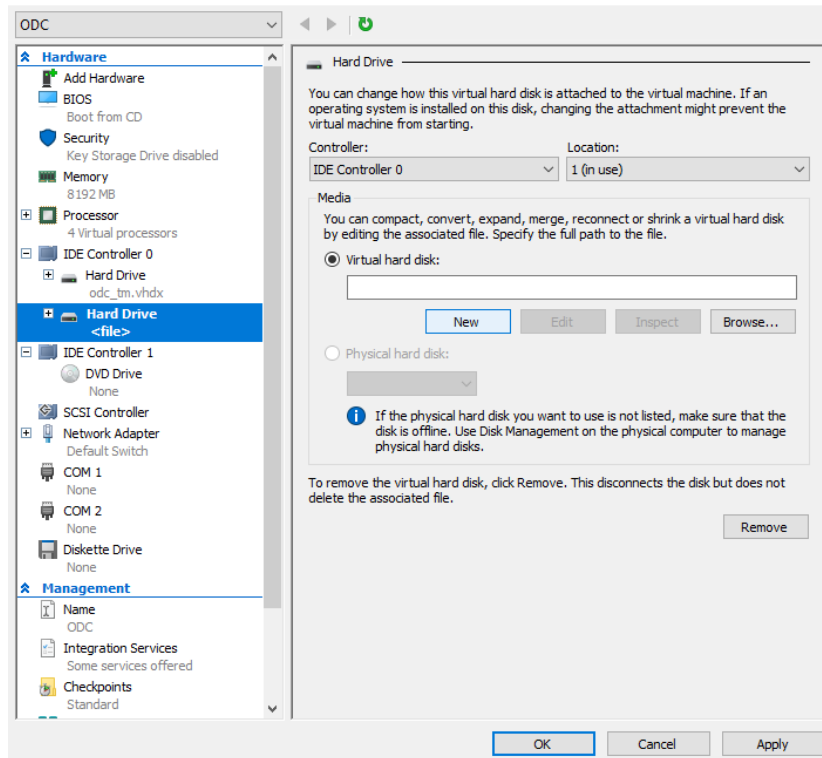 ODC
Hardware
Add Hardware
BIOS
Boot from CD
Security
Key Storage Drive disabled
Memory
8192 MB
Processor
4 Virtual processors
IDE Controller 0
Hard Drive
odc_tm.vhdx
Hard Drive
<file>
IDE Controller 1
DVD Drive
None
SCSI Controller
Network Adapter
Default Switch
COM 1
None
COM 2
None
Diskette Drive
None
Management
Name
ODC
Integration Services
Some services offered
Checkpoints
Standard
Hard Drive
You can change how this virtual hard disk is attached to the virtual machine. If an
operating system is installed on this disk, changing the attachment might prevent the
virtual machine from starting.
Controller: Location:
IDE Controller 0 1 (in use)
Media
You can compact, convert, expand, merge, reconnect or shrink a virtual hard disk
by editing the associated file. Specify the full path to the file.
Virtual hard disk:
New Edit Inspect Browse...
Physical hard disk:
If the physical hard disk you want to use is not listed, make sure that the
disk is offline. Use Disk Management on the physical computer to manage
physical hard disks.
To remove the virtual hard disk, click Remove. This disconnects the disk but does not
delete the associated file.
Remove
OK Cancel Apply